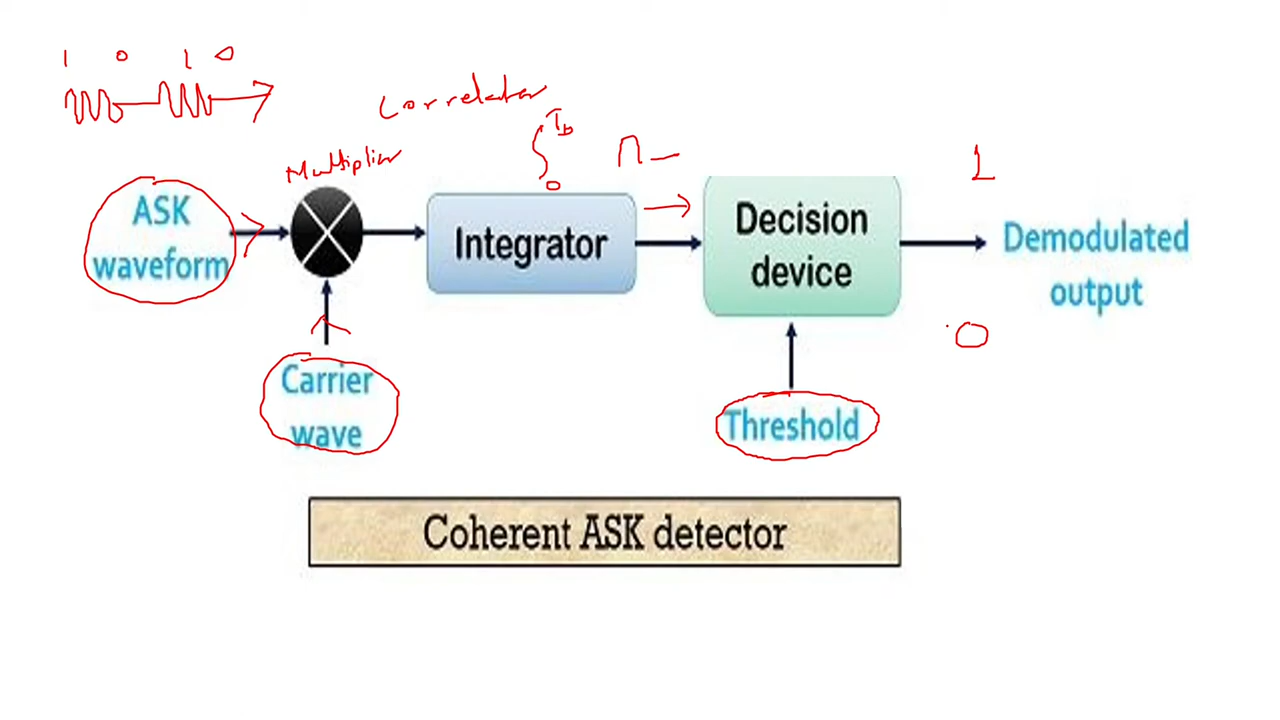 1 0 1 0
Correlator
Multiplier
Tb
∫
0
1
ASK
waveform
Integrator
Decision
device
Demodulated
output
0
Carrier
wave
Threshold
Coherent ASK detector